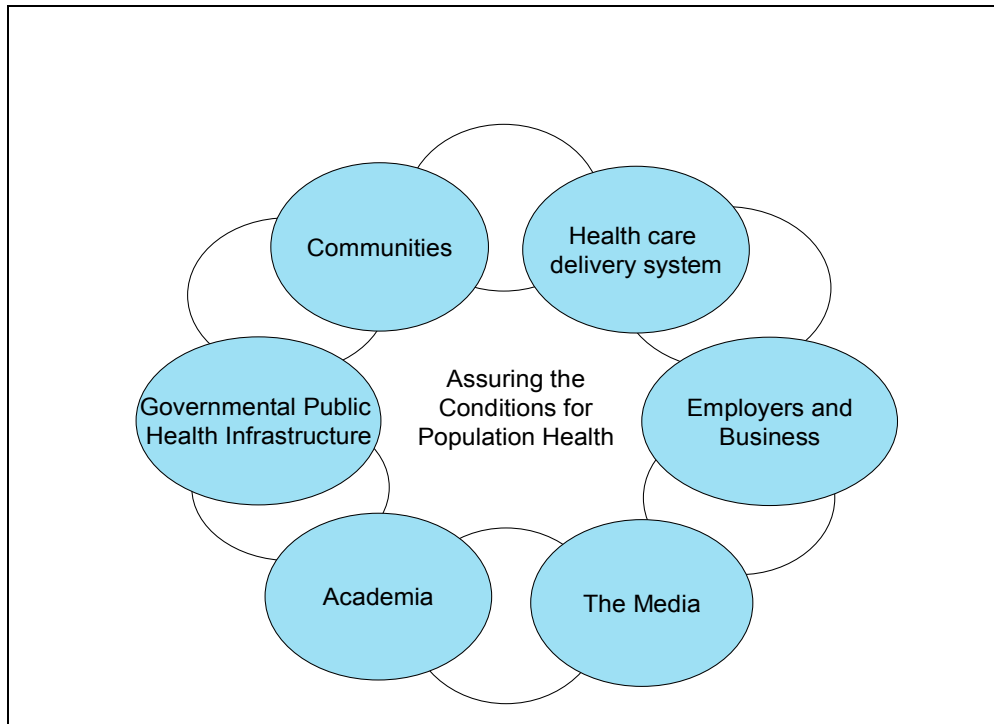 Communities
Health care
delivery system
Assuring the
Conditions for
Population Health
Governmental Public
Health Infrastructure
Employers and
Business
Academia
The Media